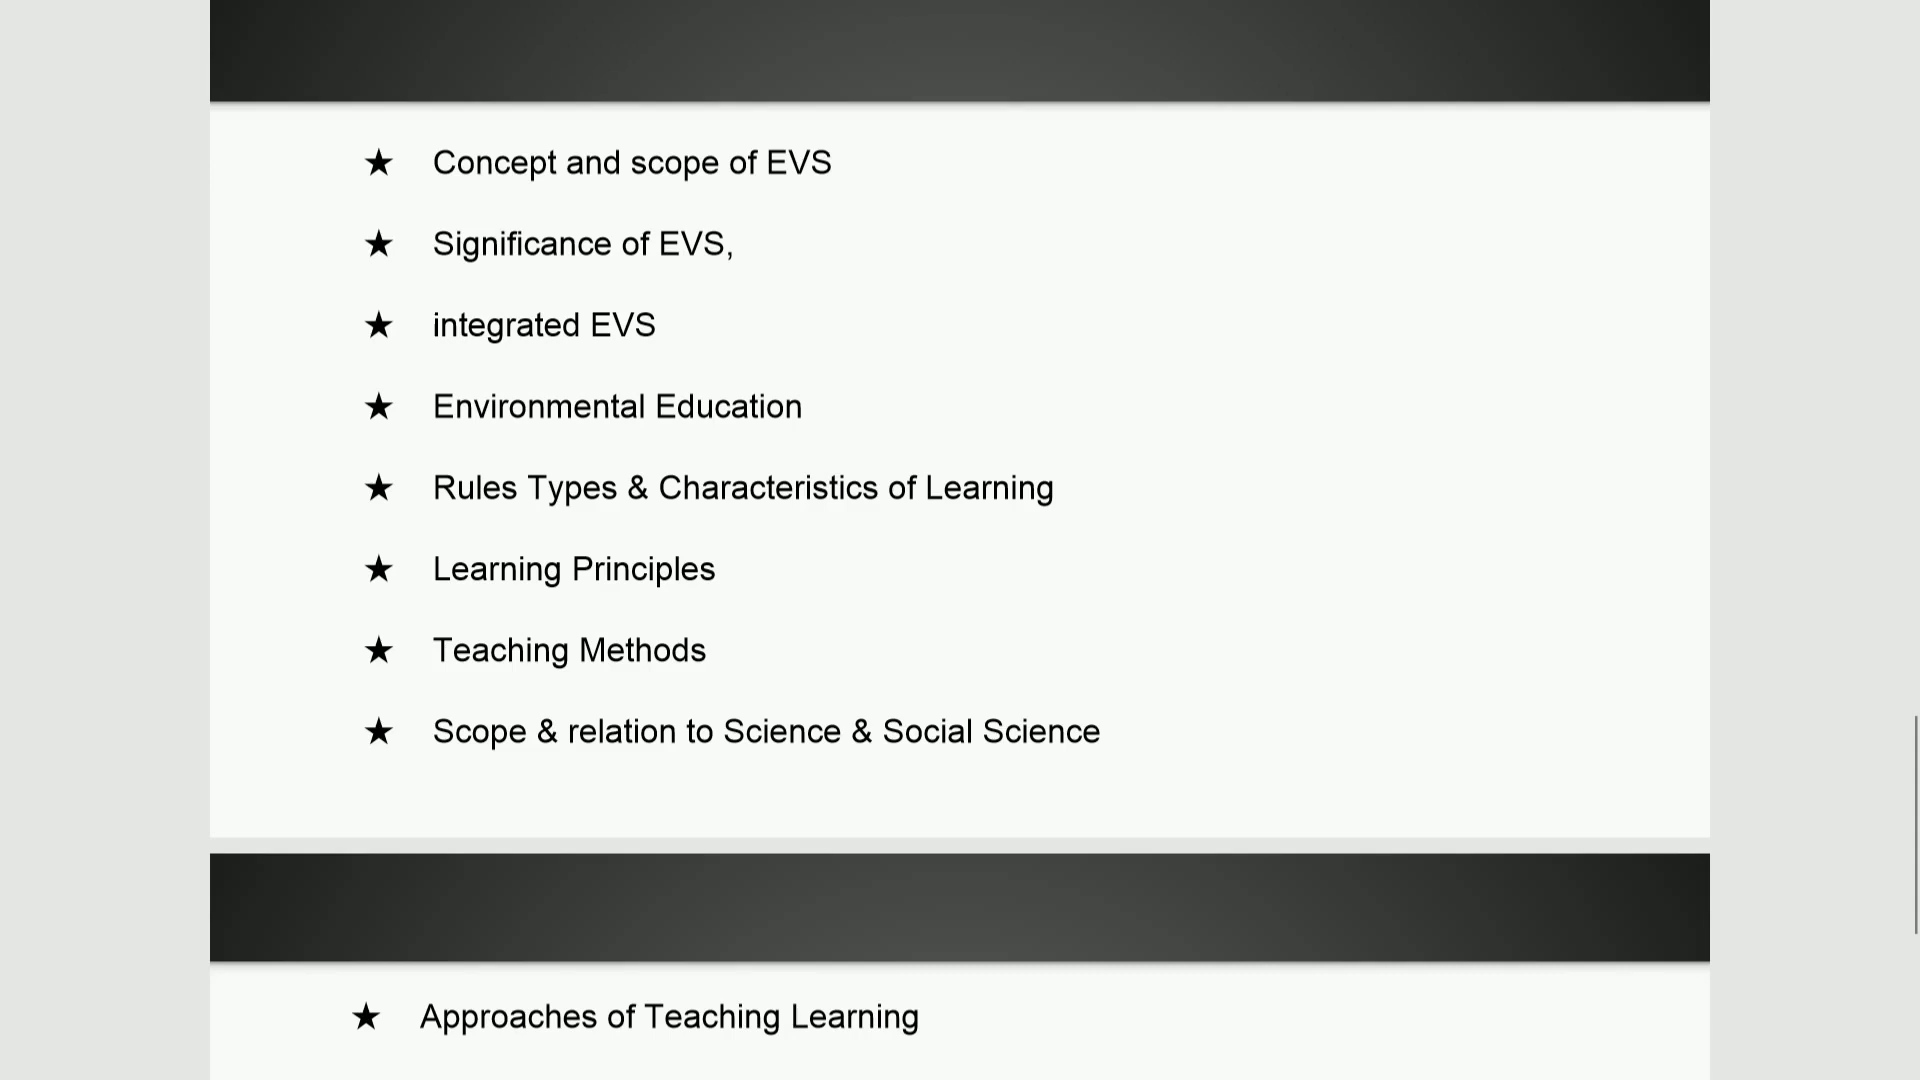 ★ Concept and scope of EVS
★ Significance of EVS,
★ integrated EVS
★ Environmental Education
★ Rules Types & Characteristics of Learning
★ Learning Principles
★ Teaching Methods
★ Scope & relation to Science & Social Science
★ Approaches of Teaching Learning